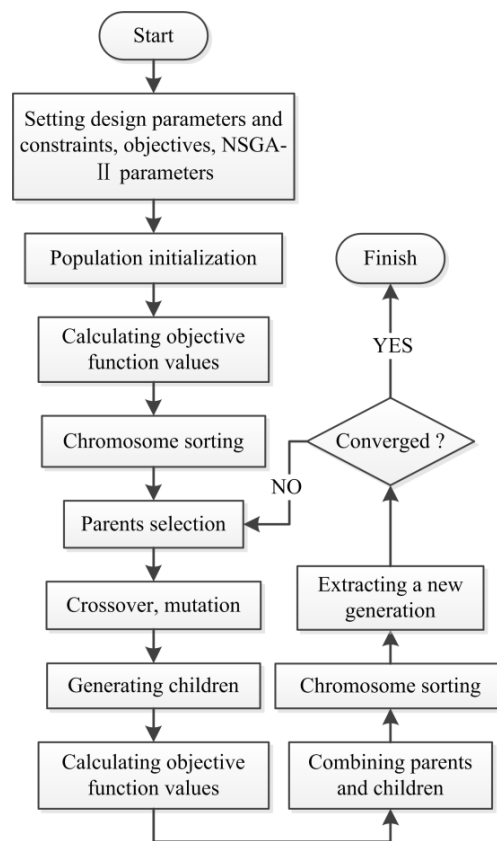 Start
Setting design parameters and
constraints, objectives, NSGA-
Ⅱ parameters
Population initialization
Calculating objective
function values
Chromosome sorting
Parents selection
Crossover, mutation
Generating children
Calculating objective
function values
Combining parents
and children
Chromosome sorting
Extracting a new
generation
Converged ?
NO
YES
Finish